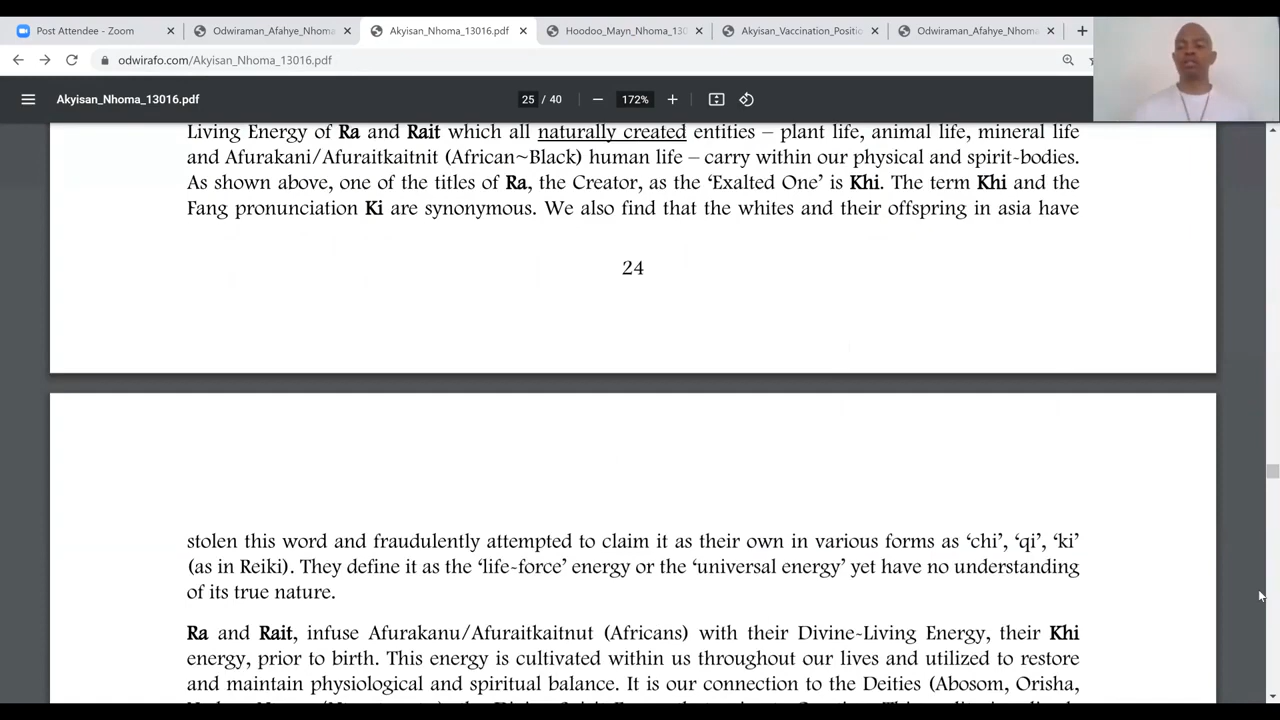 Post Attendee - Zoom
Odwiraman_Afahye_Nhoma
Akyisan_Nhoma_13016.pdf
Hoodoo_Mayn_Nhoma_130
Akyisan_Vaccination_Positio
Odwiraman_Afahye_Nhoma
odwirafo.com/Akyisan_Nhoma_13016.pdf
Akyisan_Nhoma_13016.pdf
25 / 40
172%
Living Energy of Ra and Rait which all naturally created entities – plant life, animal life, mineral life
and Afurakani/Afuraitkaitnit (African~Black) human life – carry within our physical and spirit-bodies.
As shown above, one of the titles of Ra, the Creator, as the ‘Exalted One’ is Khi. The term Khi and the
Fang pronunciation Ki are synonymous. We also find that the whites and their offspring in asia have
24
stolen this word and fraudulently attempted to claim it as their own in various forms as ‘chi’, ‘qi’, ‘ki’
(as in Reiki). They define it as the ‘life-force’ energy or the ‘universal energy’ yet have no understanding
of its true nature.
Ra and Rait, infuse Afurakanu/Afuraitkaitnut (Africans) with their Divine-Living Energy, their Khi
energy, prior to birth. This energy is cultivated within us throughout our lives and utilized to restore
and maintain physiological and spiritual balance. It is our connection to the Deities (Abosom, Orisha,